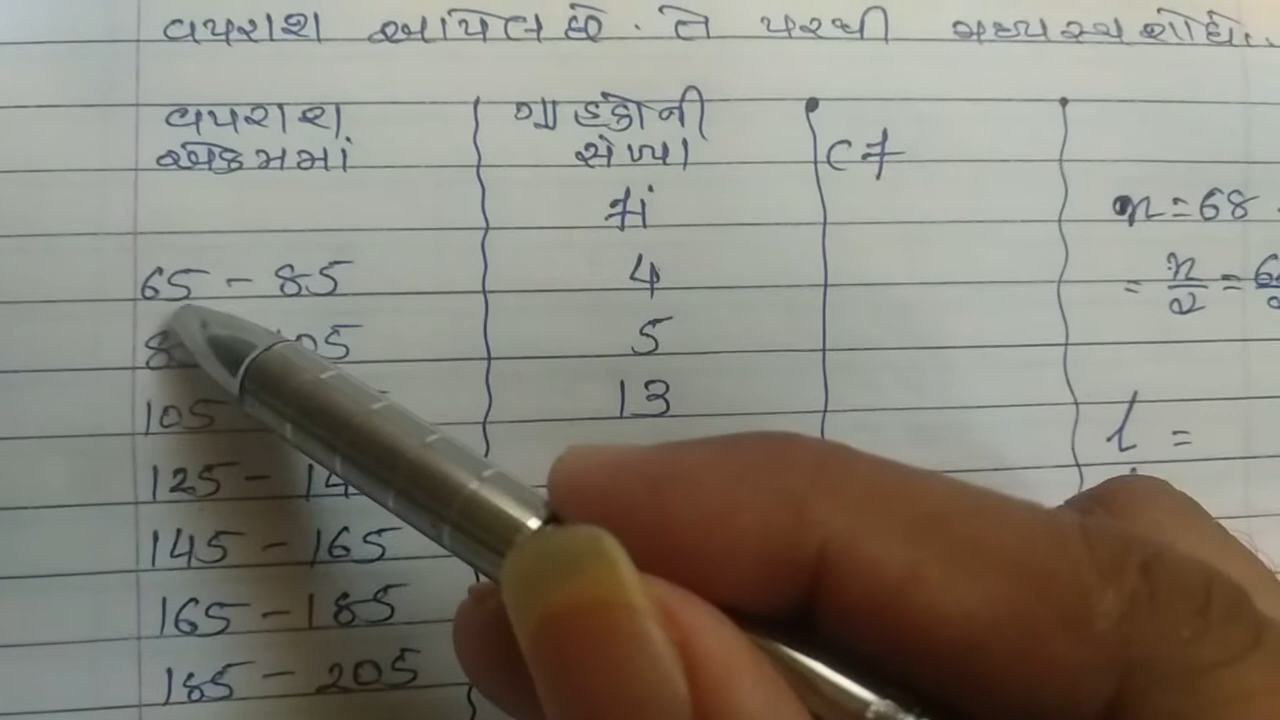 વપરાશ આપેલ છે. તે પરથી મધ્યસ્થ શોધો.
વપરાશ એકમમાં ગ્રાહકોની સંખ્યા cf
fi n=68
65-85 4 = n/2 =
5
105 13 l =
125-
145-165
165-185
185-205